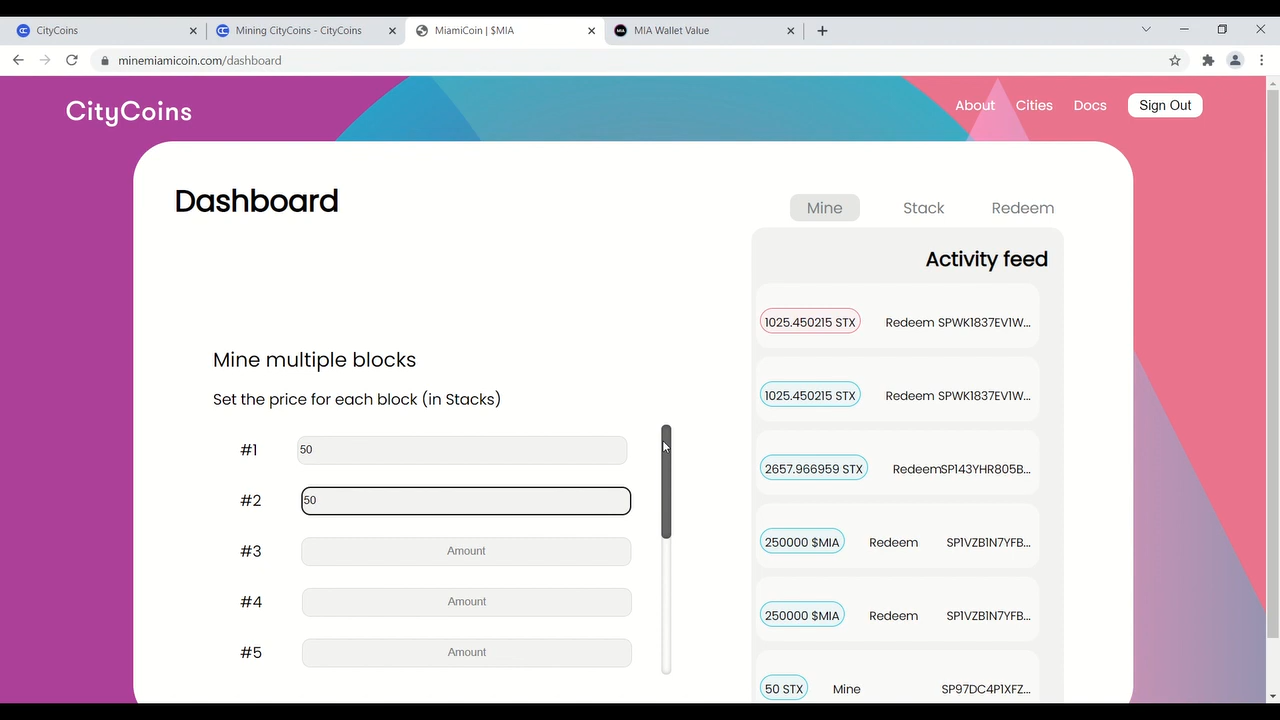 CityCoins
Mining CityCoins - CityCoins
MiamiCoin | $MIA
MIA Wallet Value
minemiamicoin.com/dashboard
CityCoins
About
Cities
Docs
Sign Out
Dashboard
Mine
Stack
Redeem
Activity feed
1025.450215 STX Redeem SPWK1837EV1W...
1025.450215 STX Redeem SPWK1837EV1W...
2657.966959 STX RedeemSP143YHR805B...
250000 $MIA Redeem SP1VZB1N7YFB...
250000 $MIA Redeem SP1VZB1N7YFB...
50 STX Mine SP97DC4P1XFZ...
Mine multiple blocks
Set the price for each block (in Stacks)
#1 50
#2 50
#3 Amount
#4 Amount
#5 Amount